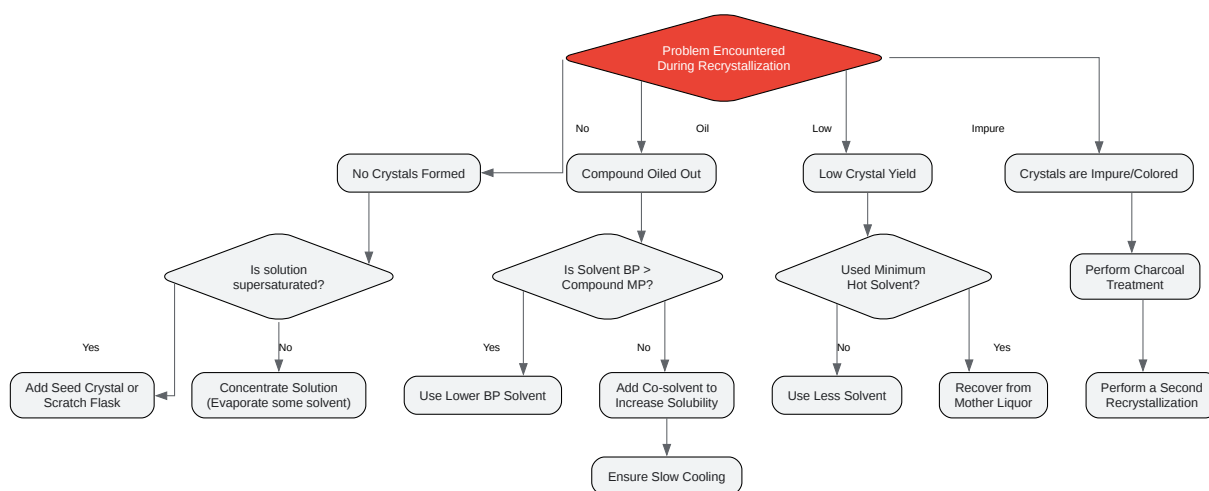 Problem Encountered
During Recrystallization
No
Oil
Low
Impure
No Crystals Formed
Compound Oiled Out
Low Crystal Yield
Crystals are Impure/Colored
Is solution
supersaturated?
Is Solvent BP >
Compound MP?
Used Minimum
Hot Solvent?
Perform Charcoal
Treatment
Yes
No
Yes
No
No
Yes
Add Seed Crystal or
Scratch Flask
Concentrate Solution
(Evaporate some solvent)
Use Lower BP Solvent
Add Co-solvent to
Increase Solubility
Use Less Solvent
Recover from
Mother Liquor
Perform a Second
Recrystallization
Ensure Slow Cooling